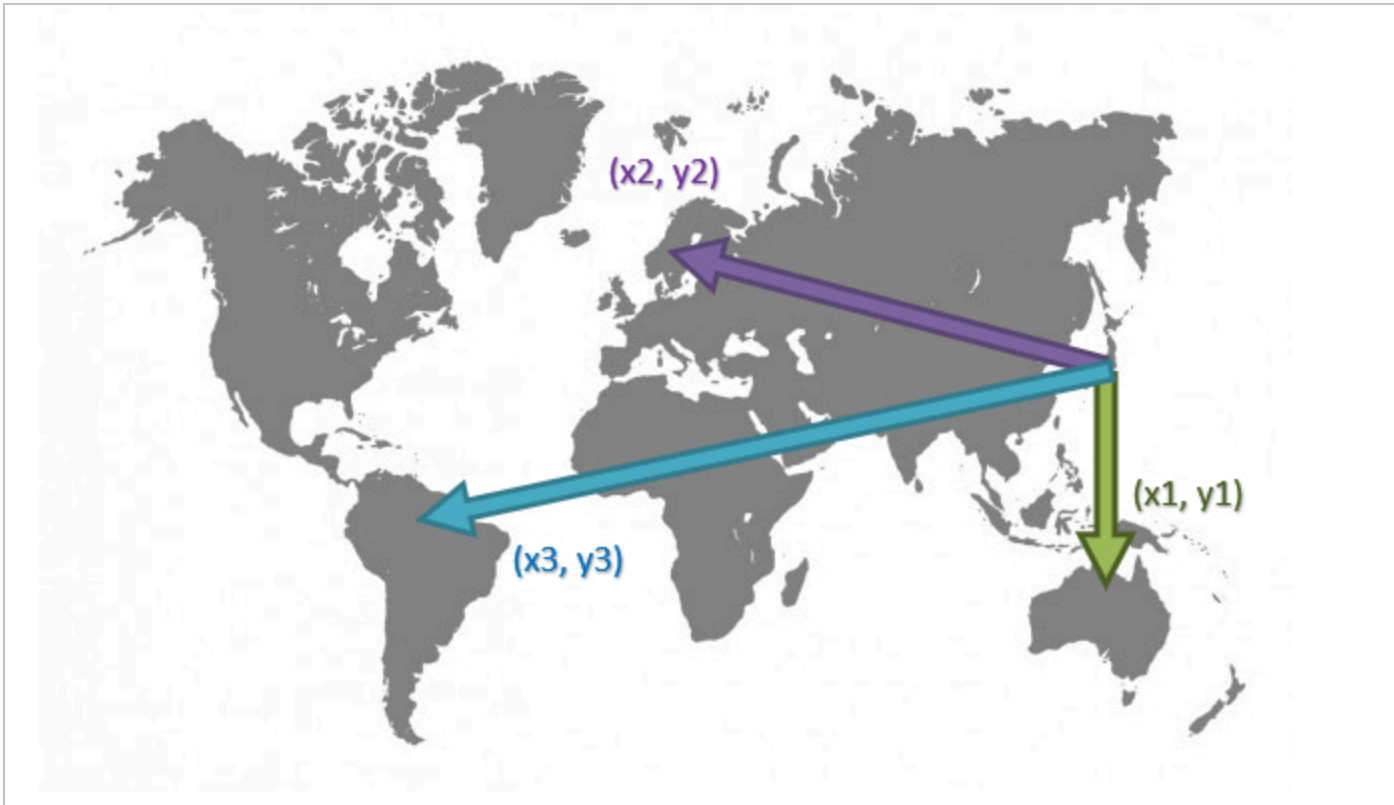 (x2, y2)
(x1, y1)
(x3, y3)